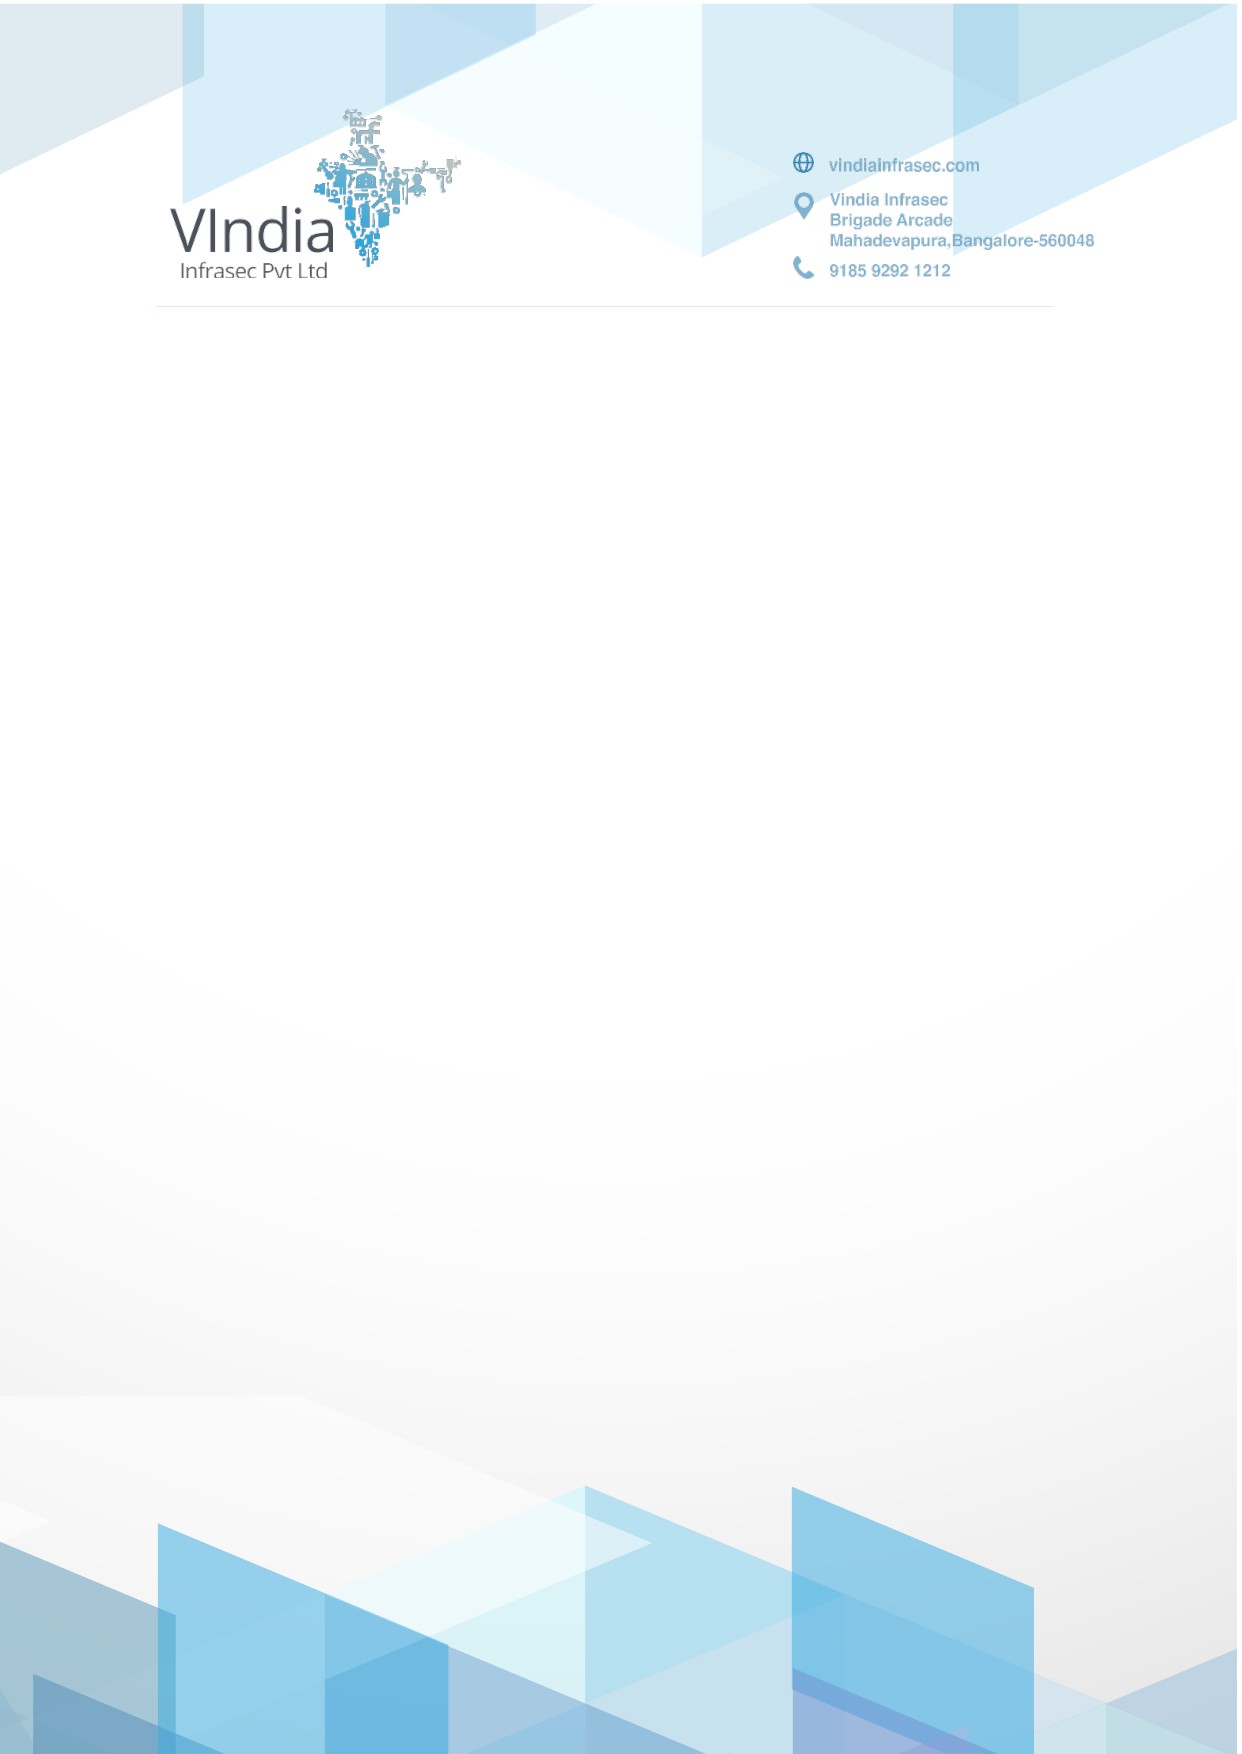 VIndia
Infrasec Pvt Ltd
vindiainfrasec.com
Vindia Infrasec
Brigade Arcade
Mahadevapura,Bangalore-560048
9185 9292 1212